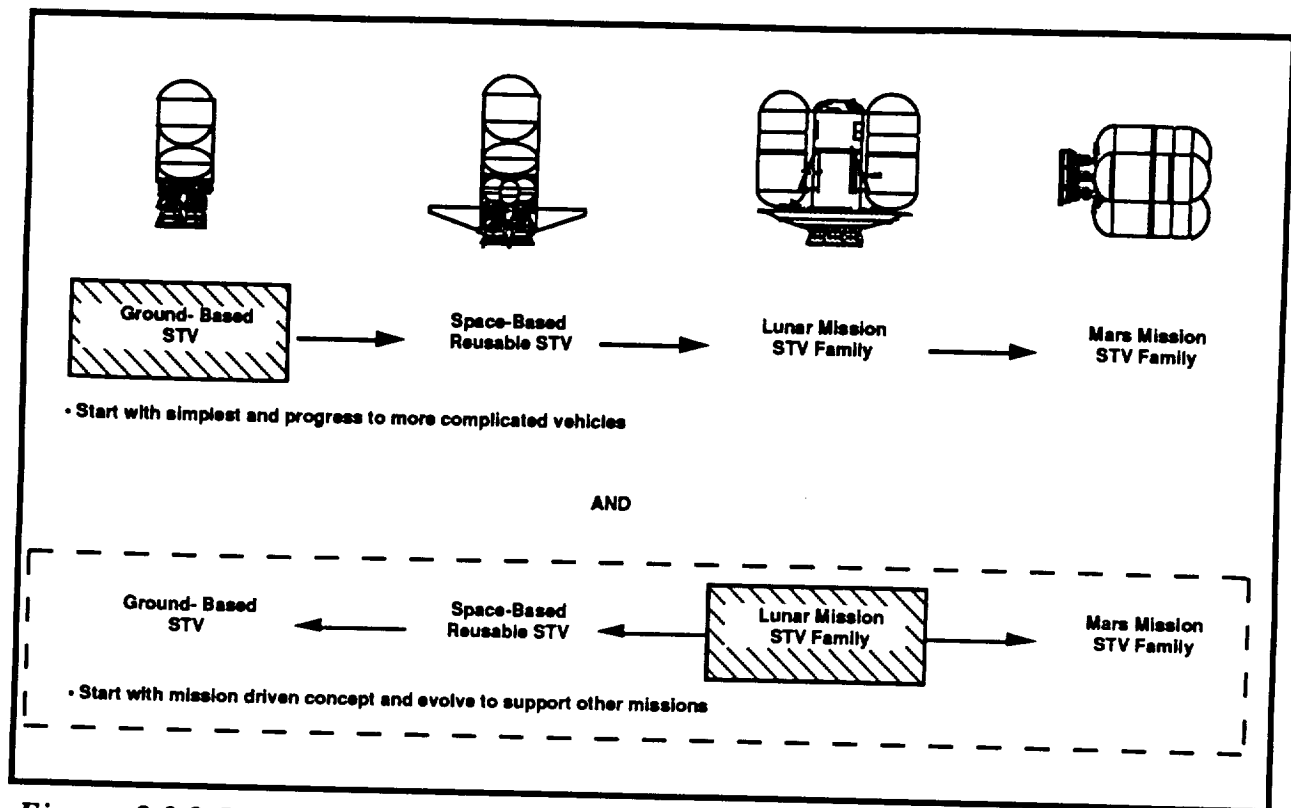 Ground- Based
STV
Space-Based
Reusable STV
Lunar Mission
STV Family
Mars Mission
STV Family
• Start with simplest and progress to more complicated vehicles
AND
Ground- Based
STV
Space-Based
Reusable STV
Lunar Mission
STV Family
Mars Mission
STV Family
• Start with mission driven concept and evolve to support other missions